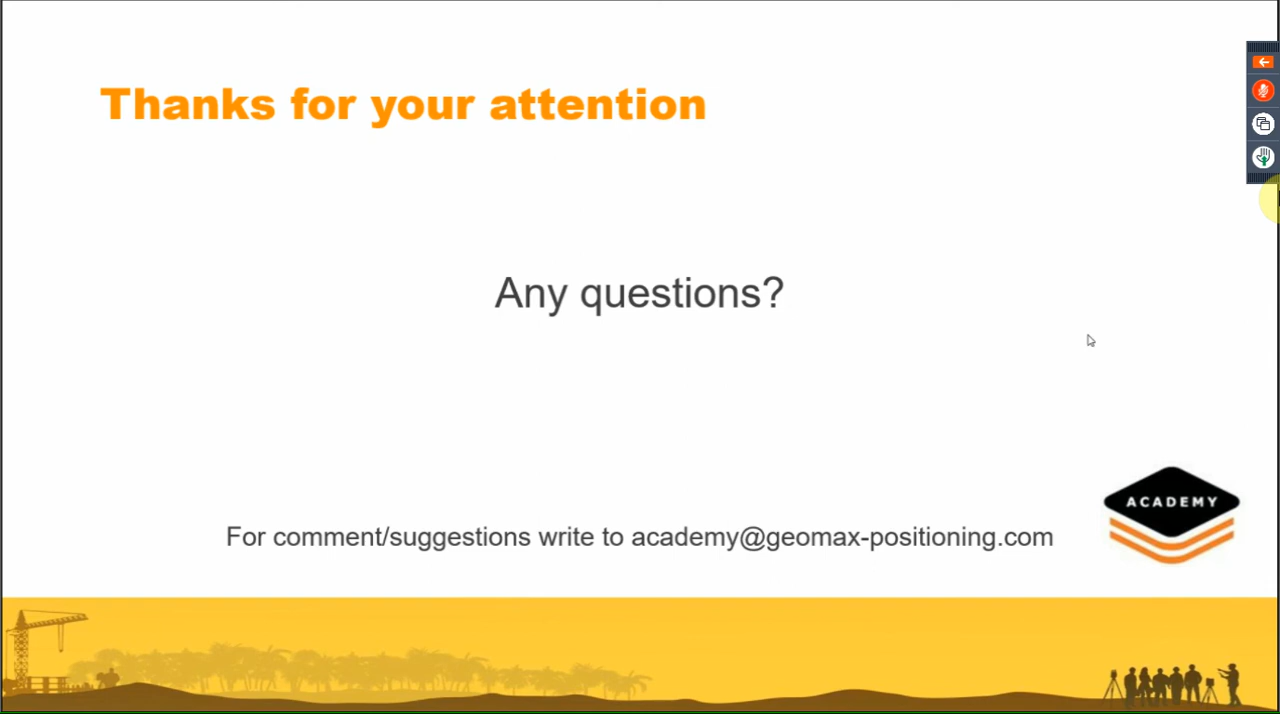 Thanks for your attention
Any questions?
ACADEMY
For comment/suggestions write to academy@geomax-positioning.com